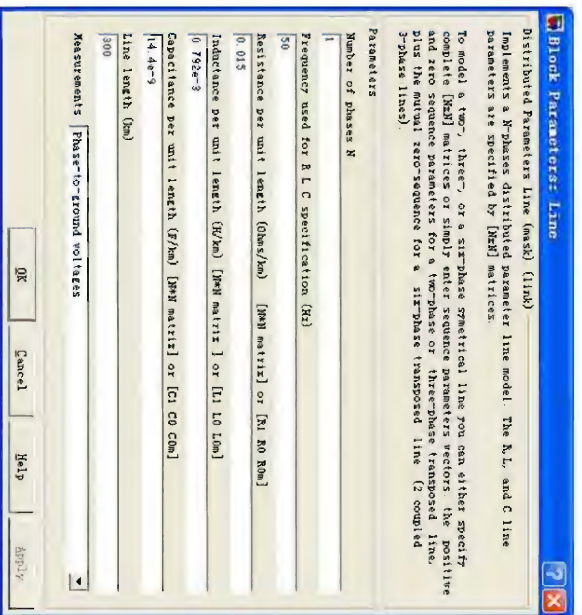 Block Parameters: Line
Distributed Parameters Line (mask) (link)
Implements a N-phases distributed parameter line model. The R,L, and C line
parameters are specified by [NxN] matrices.
To model a two-, three-, or a six-phase symetrical line you can either specify
complete [NxN] matrices or simply enter sequence parameters vectors: the positive
and zero sequence parameters for a two-phase or three-phase transposed line,
plus the mutual zero-sequence for a six-phase transposed line (2 coupled
3-phase lines).
Parameters
Number of phases N
1
Frequency used for R L C specification (Hz)
50
Resistance per unit length (Ohms/km) [N*N matrix] or [R1 R0 R0m]
0.015
Inductance per unit length (H/km) [N*N matrix ] or [L1 L0 L0m]
0.792e-3
Capacitance per unit length (F/km) [N*N matrix] or [C1 C0 C0m]
14.4e-9
Line length (km)
300
Measurements Phase-to-ground voltages
OK Cancel Help Apply